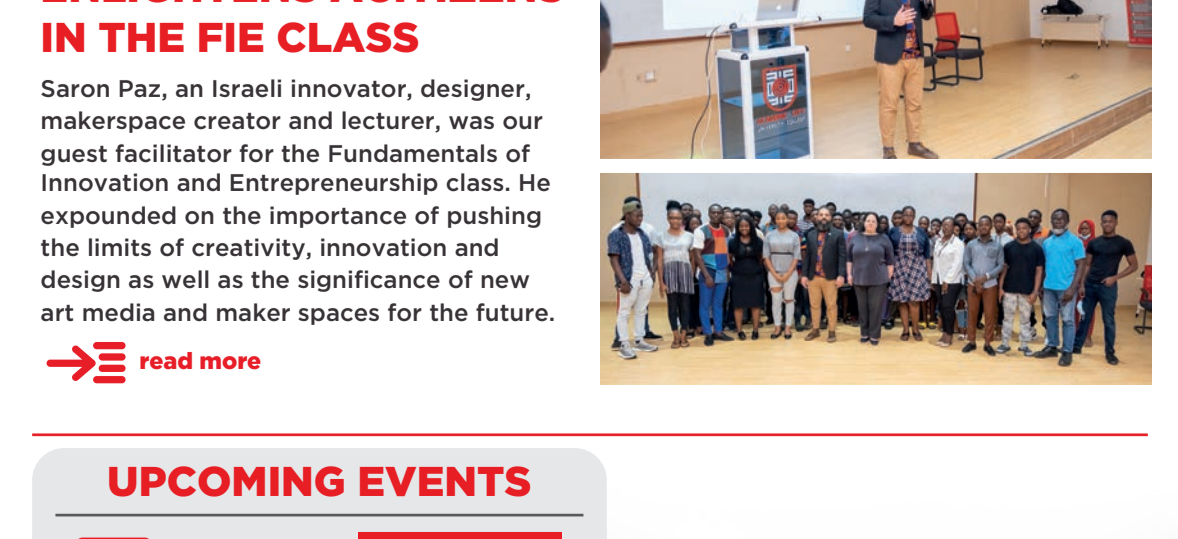 IN THE FIE CLASS
Saron Paz, an Israeli innovator, designer,
makerspace creator and lecturer, was our
guest facilitator for the Fundamentals of
Innovation and Entrepreneurship class. He
expounded on the importance of pushing
the limits of creativity, innovation and
design as well as the significance of new
art media and maker spaces for the future.
read more
UPCOMING EVENTS